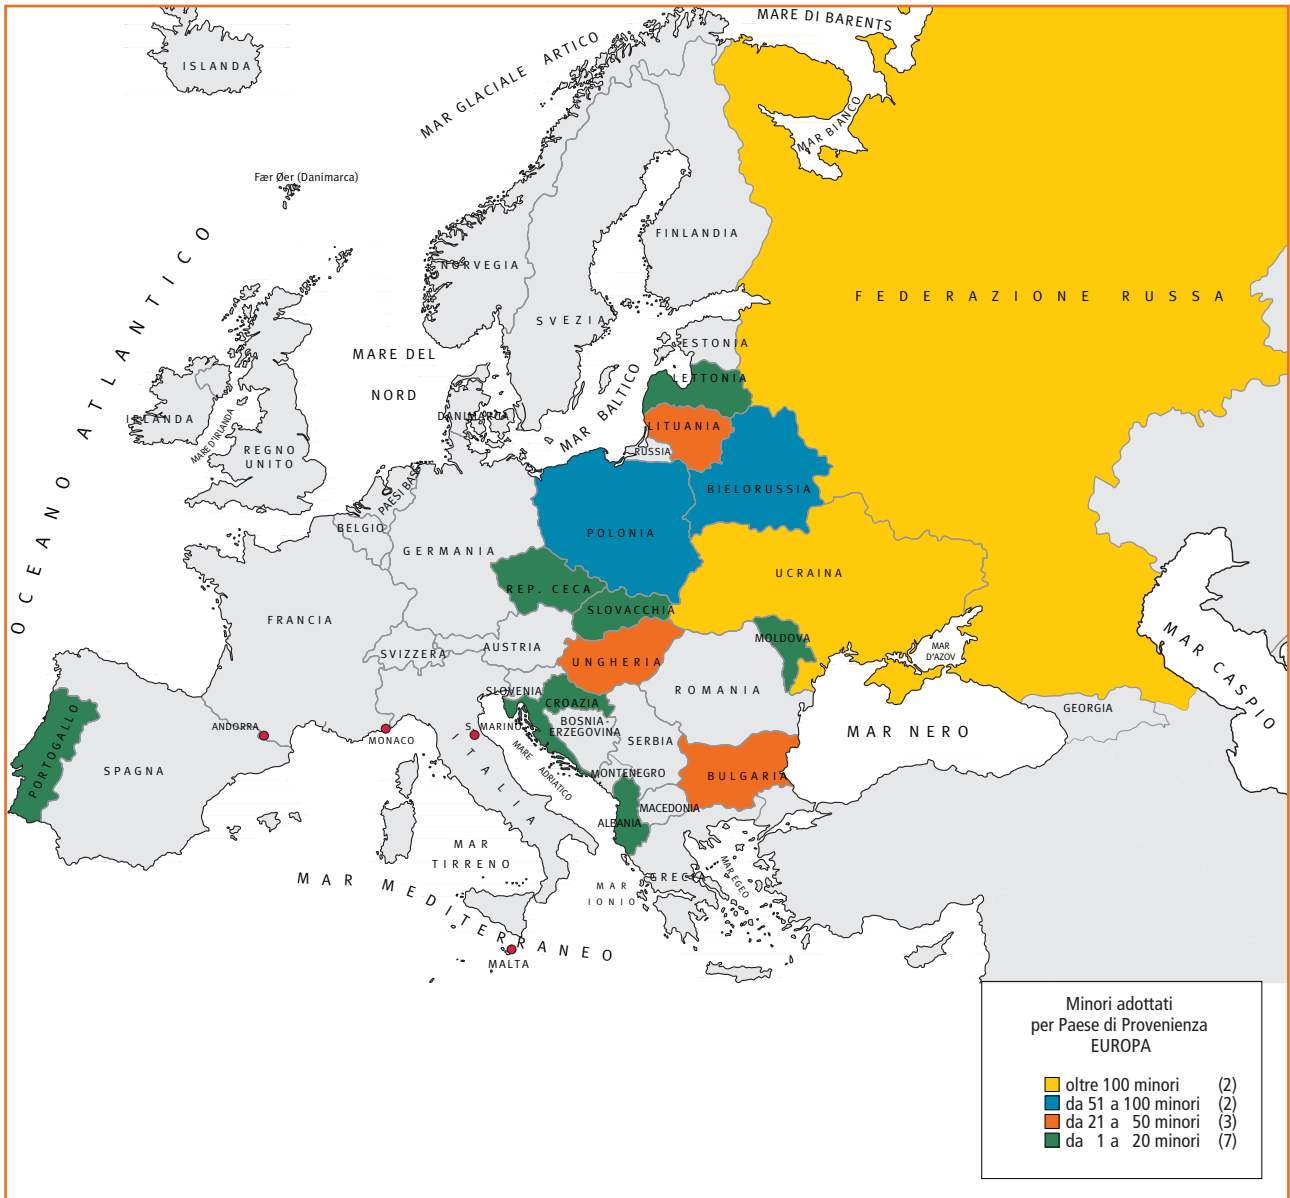 MARE DI BARENTS
ISLANDA
MAR GLACIALE ARTICO
MAR BIANCO
Fær Øer (Danimarca)
OCEANO ATLANTICO
FINLANDIA
NORVEGIA
FEDERAZIONE RUSSA
SVEZIA
ESTONIA
MARE DEL
NORD
LETTONIA
MAR BALTICO
DANIMARCA
IRLANDA
MARE D'IRLANDA
LITUANIA
REGNO
UNITO
RUSSIA
PAESI BASSI
BIELORUSSIA
BELGIO
POLONIA
GERMANIA
UCRAINA
REP. CECA
SLOVACCHIA
FRANCIA
MOLDOVA
AUSTRIA
SVIZZERA
MAR
D'AZOV
MAR CASPIO
UNGHERIA
ROMANIA
SLOVENIA
CROAZIA
GEORGIA
PORTOGALLO
ANDORRA
S. MARINO
BOSNIA-
ERZEGOVINA
MONACO
SERBIA
MAR NERO
ITALIA
MARE ADRIATICO
SPAGNA
MONTENEGRO
BULGARIA
MACEDONIA
ALBANIA
MAR
TIRRENO
MAR MEDITERRANEO
GRECIA
MAR EGEO
MAR
IONIO
MALTA
Minori adottati
per Paese di Provenienza
EUROPA
oltre 100 minori (2)
da 51 a 100 minori (2)
da 21 a 50 minori (3)
da 1 a 20 minori (7)